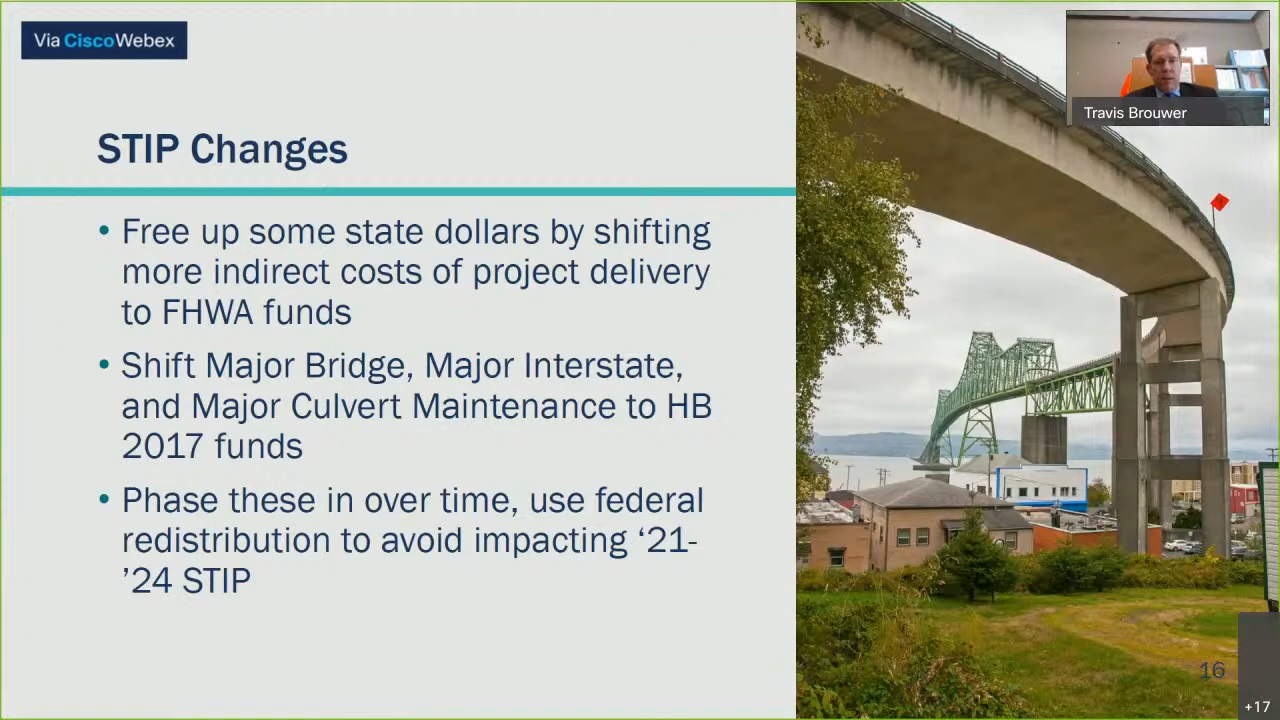 Via CiscoWebex
Travis Brouwer
STIP Changes
• Free up some state dollars by shifting
more indirect costs of project delivery
to FHWA funds
• Shift Major Bridge, Major Interstate,
and Major Culvert Maintenance to HB
2017 funds
• Phase these in over time, use federal
redistribution to avoid impacting ‘21-
’24 STIP
16
+17